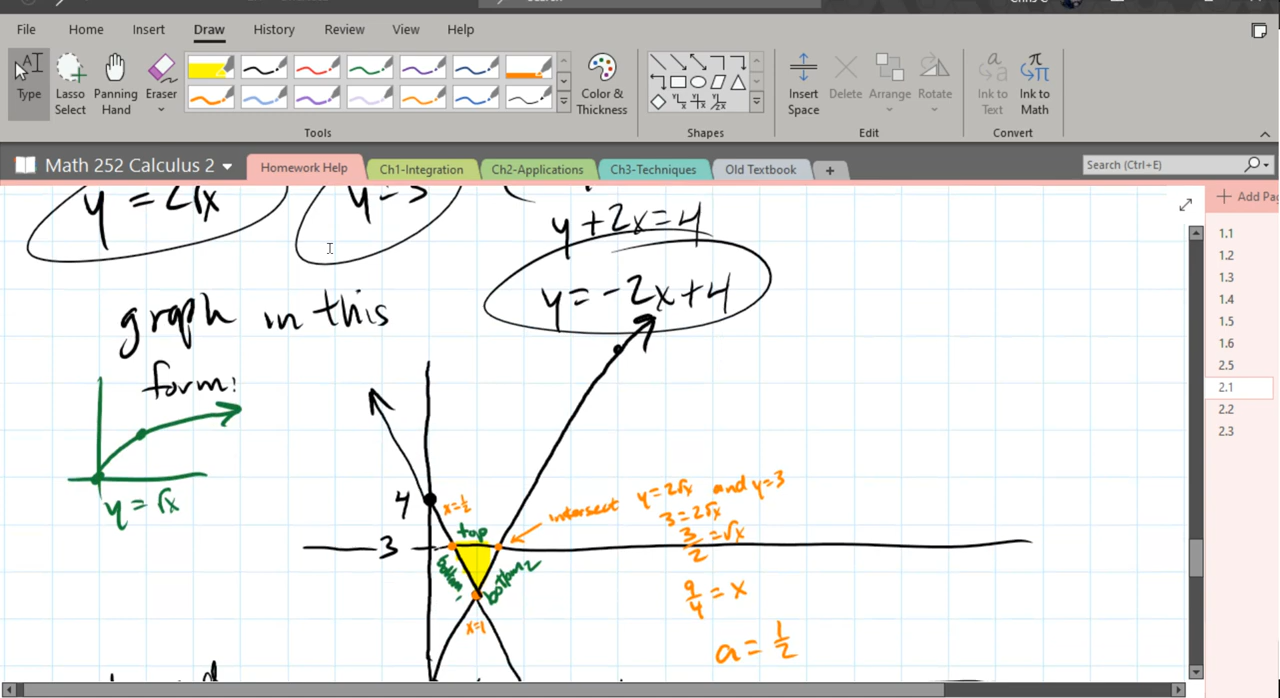 File Home Insert Draw History Review View Help
Type
Lasso Select
Panning Hand
Eraser
Color & Thickness
Insert Space
Delete
Arrange
Rotate
Ink to Text
Ink to Math
Tools
Shapes
Edit
Convert
Math 252 Calculus 2
Homework Help
Ch1-Integration
Ch2-Applications
Ch3-Techniques
Old Textbook
Search (Ctrl+E)
Add Pag
1.1
1.2
1.3
1.4
1.5
1.6
2.5
2.1
2.2
2.3
y = 2√x
y = 3
y+2x=4
y = -2x+4
graph in this
form:
y = √x
4
x=½
top
3
bottom 1
bottom 2
x=1
intersect y=2√x and y=3
3=2√x
3/2=√x
9/4 = x
a = 1/2